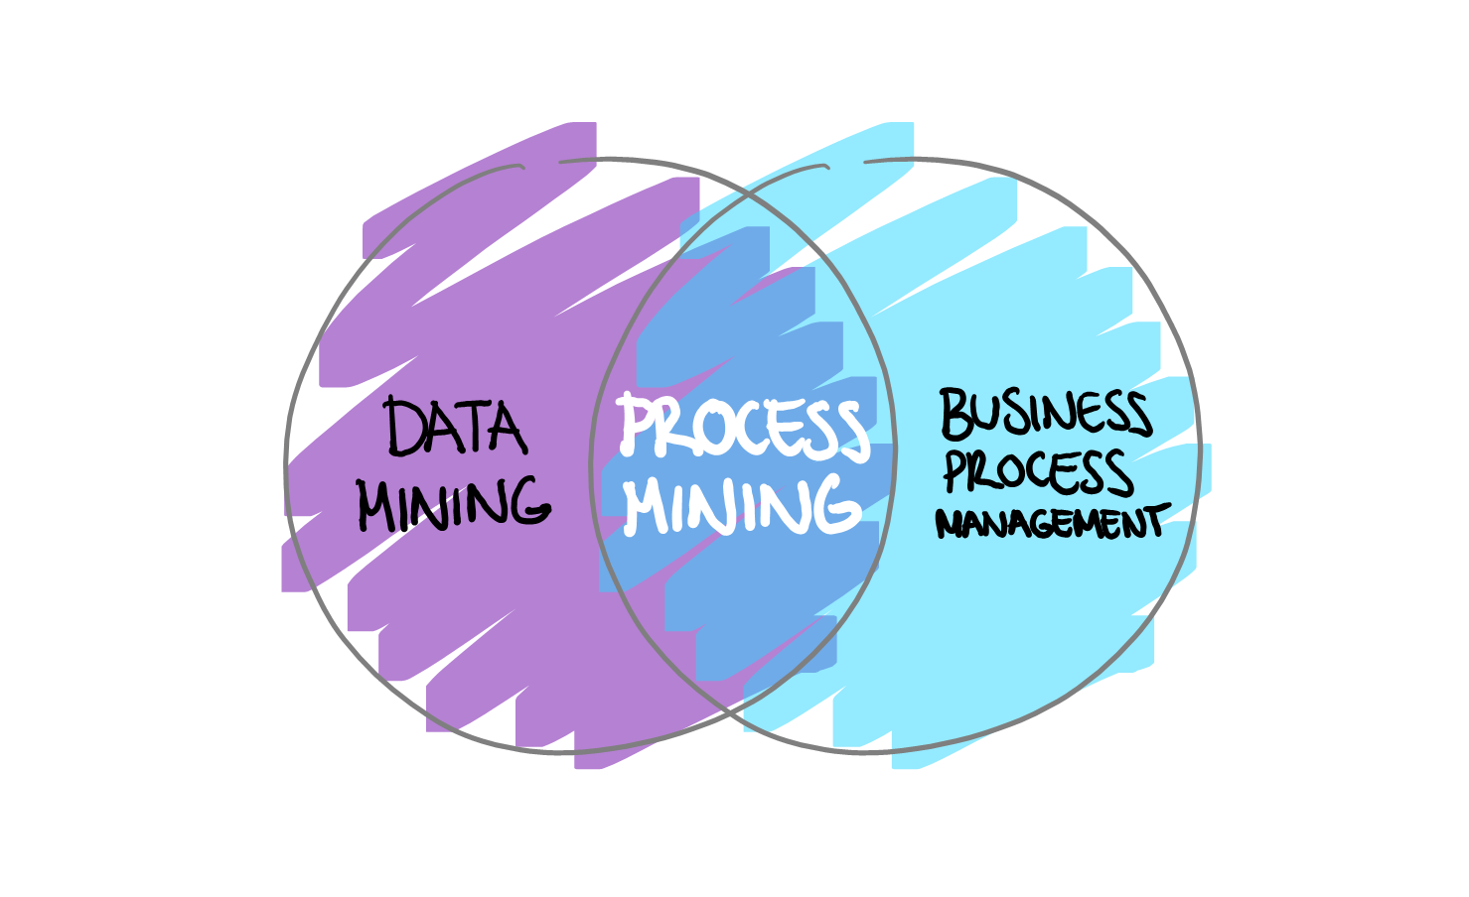 DATA
MINING
PROCESS
MINING
BUSINESS
PROCESS
MANAGEMENT